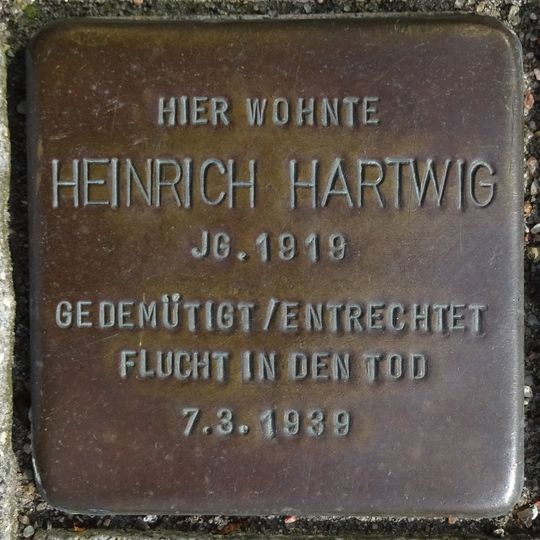 HIER WOHNTE
HEINRICH HARTWIG
JG.1919
GEDEMÜTIGT/ENTRECHTET
FLUCHT IN DEN TOD
7.3.1939